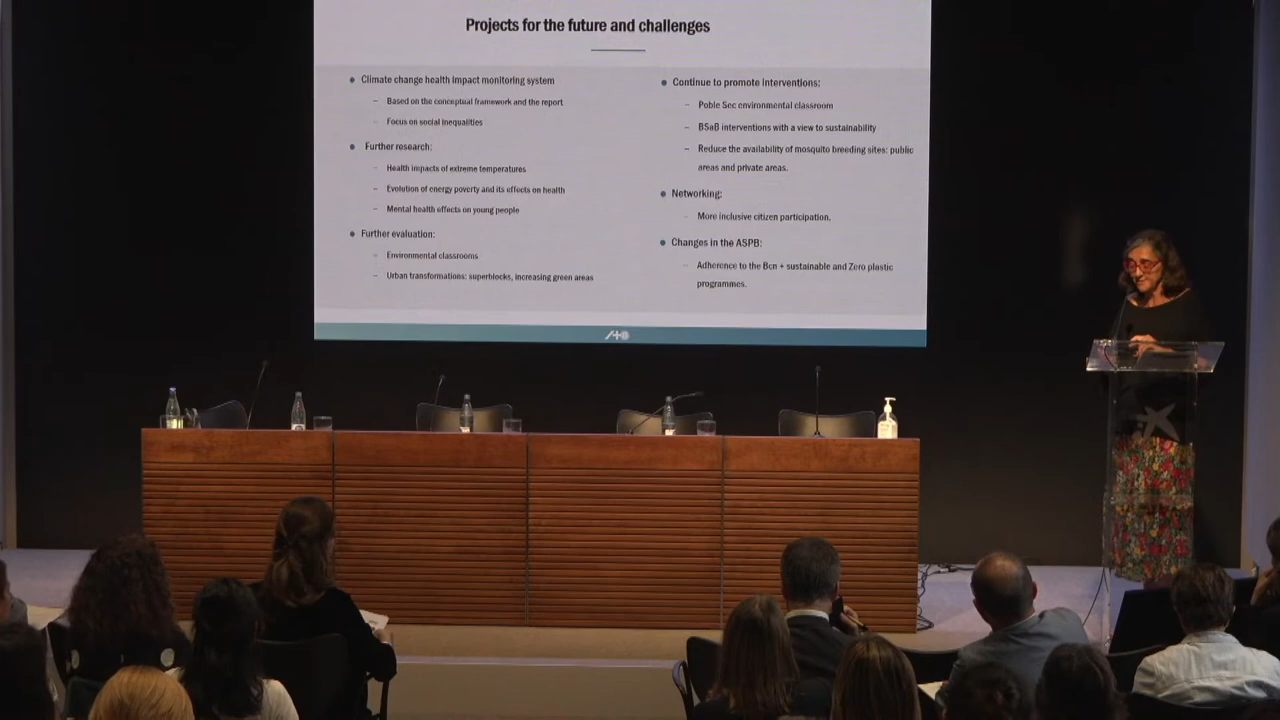 Projects for the future and challenges
Climate change health impact monitoring system
Based on the conceptual framework and the report
Focus on social inequalities
Further research:
Health impacts of extreme temperatures
Evolution of energy poverty and its effects on health
Mental health effects on young people
Further evaluation:
Environmental classrooms
Urban transformations: superblocks, increasing green areas
Continue to promote interventions:
Poble Sec environmental classroom
BSaB interventions with a view to sustainability
Reduce the availability of mosquito breeding sites: public
areas and private areas.
Networking:
More inclusive citizen participation.
Changes in the ASPB:
Adherence to the Bcn + sustainable and Zero plastic
programmes.